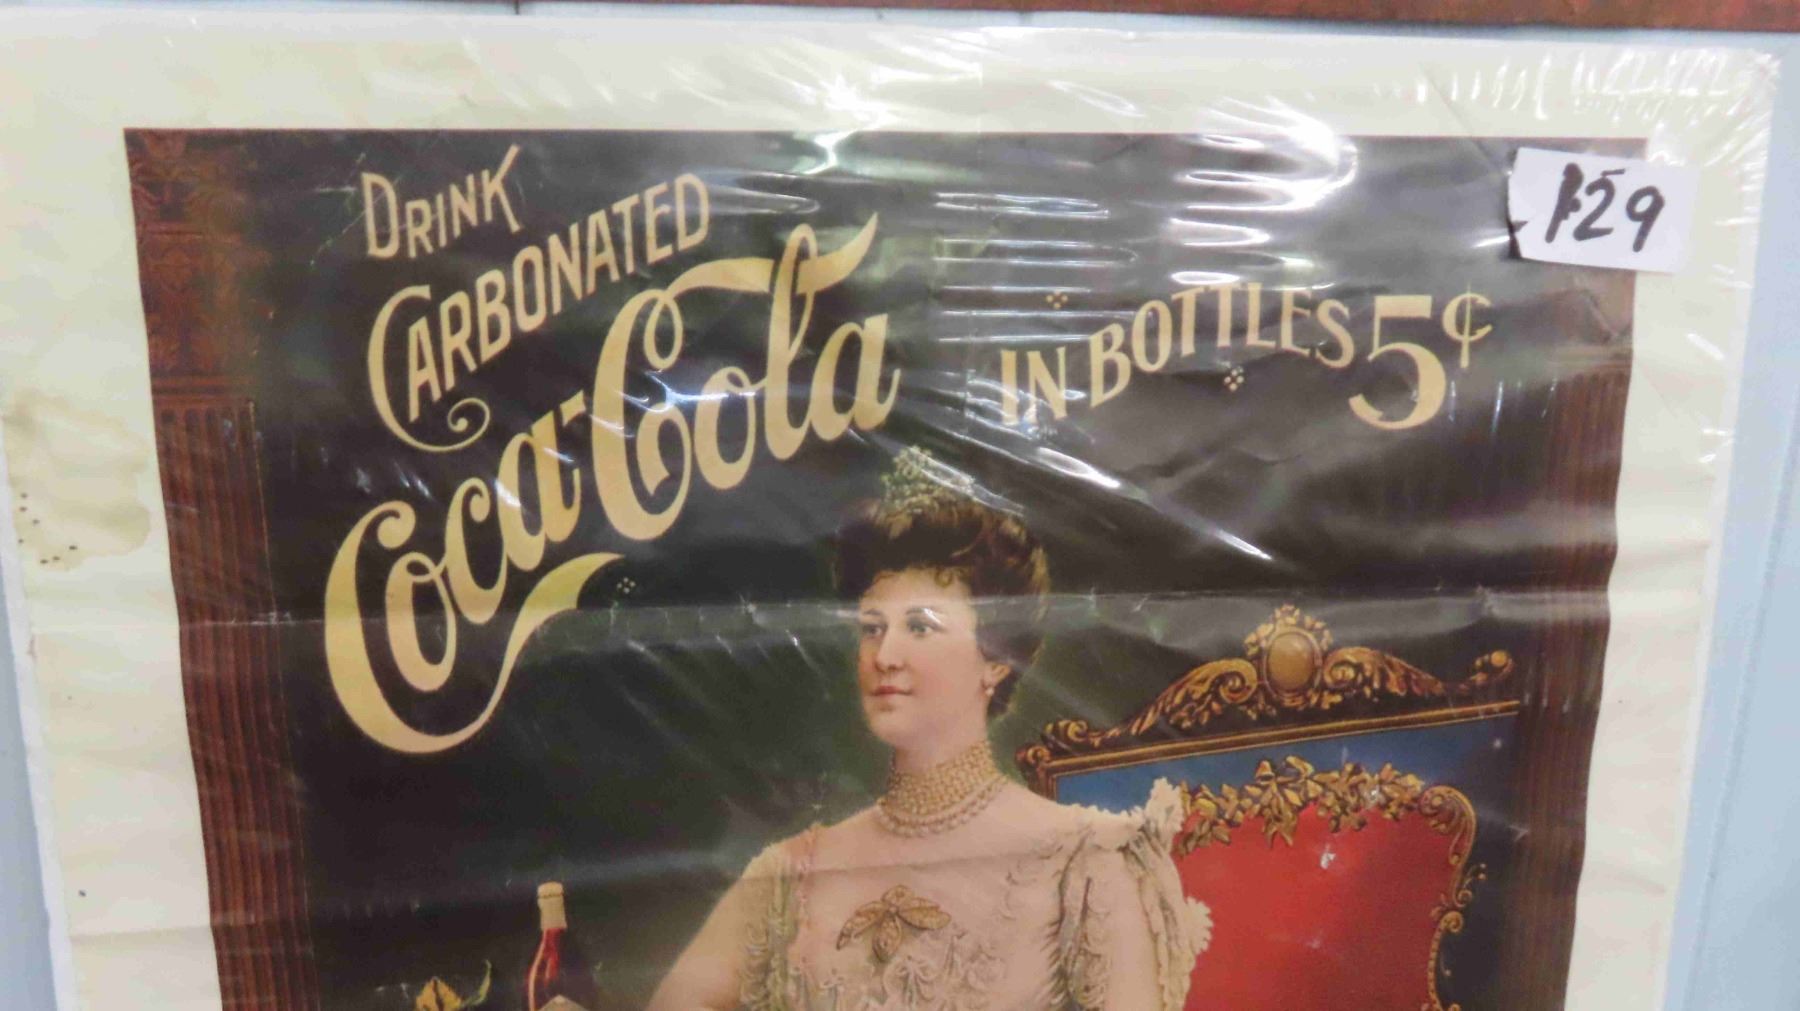 DRINK
CARBONATED
Coca-Cola
IN BOTTLES 5¢
129